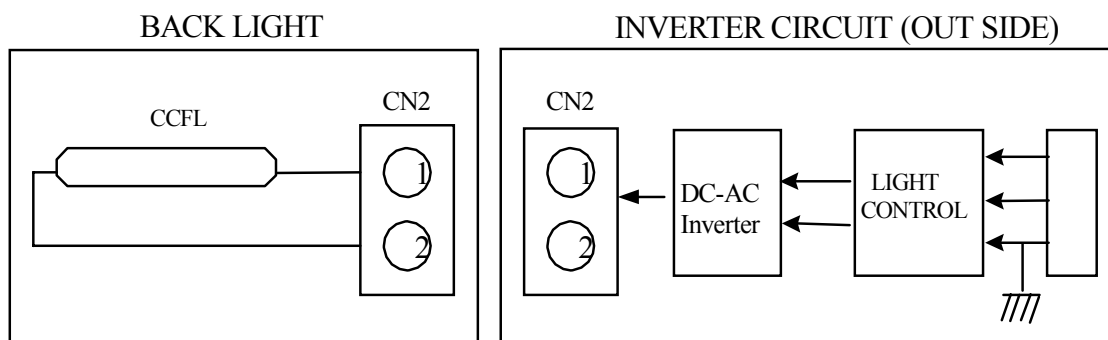 BACK LIGHT
CCFL
CN2
1
2
INVERTER CIRCUIT (OUT SIDE)
CN2
1
2
DC-AC
Inverter
LIGHT
CONTROL